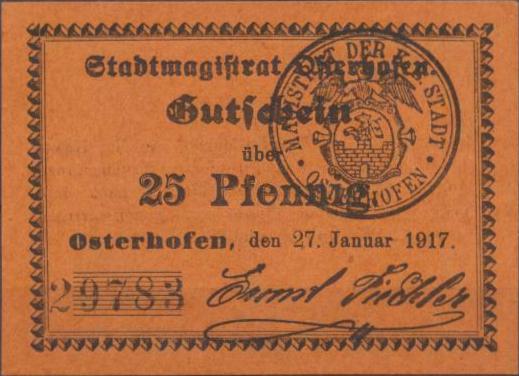 Stadtmagistrat Osterhofen.
Gutschein
über
25 Pfennig
Osterhofen, den 27. Januar 1917.
29783
MAGISTRAT DER K.B. STADT
OSTERHOFEN